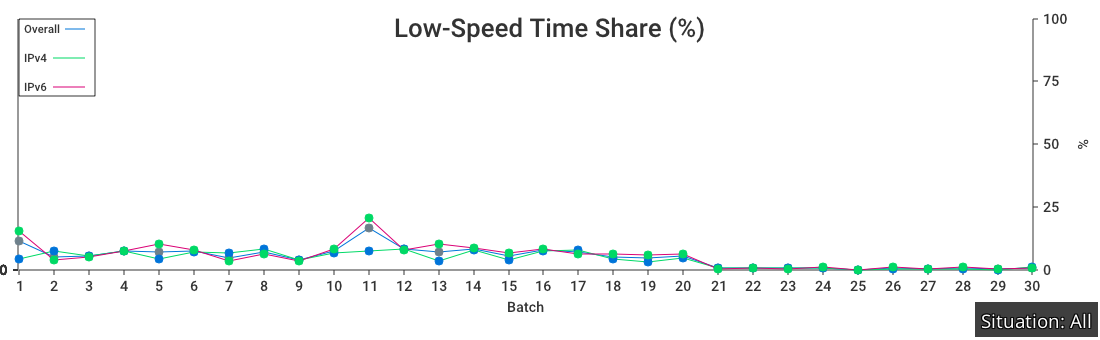 Low-Speed Time Share (%)
Overall
IPv4
IPv6
100
75
50
25
0
%
0
1 2 3 4 5 6 7 8 9 10 11 12 13 14 15 16 17 18 19 20 21 22 23 24 25 26 27 28 29 30
Batch
Situation: All